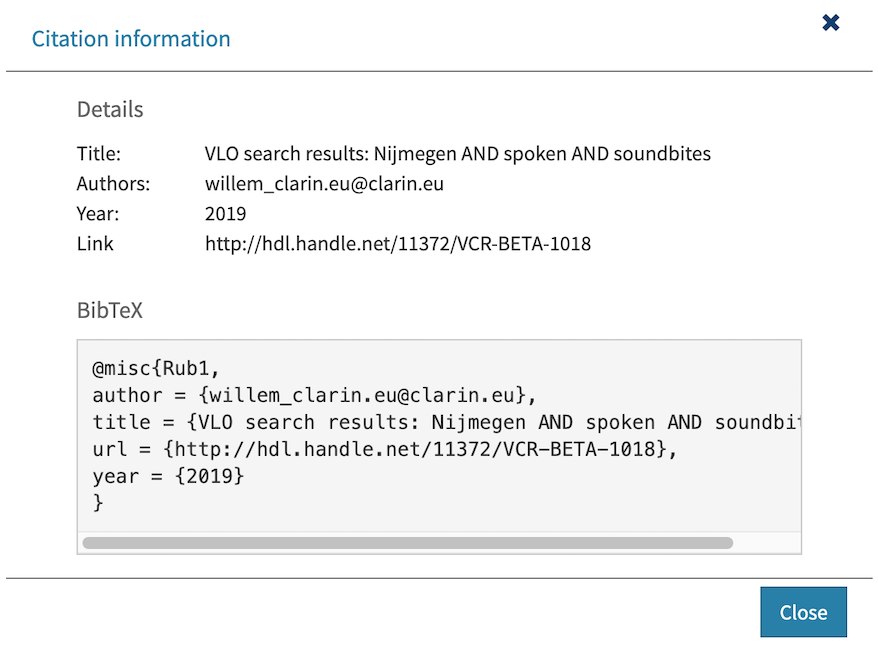 Citation information
Details
Title: VLO search results: Nijmegen AND spoken AND soundbites
Authors: willem_clarin.eu@clarin.eu
Year: 2019
Link http://hdl.handle.net/11372/VCR-BETA-1018
BibTeX
@misc{Rub1,
author = {willem_clarin.eu@clarin.eu},
title = {VLO search results: Nijmegen AND spoken AND soundbit
url = {http://hdl.handle.net/11372/VCR-BETA-1018},
year = {2019}
}
Close